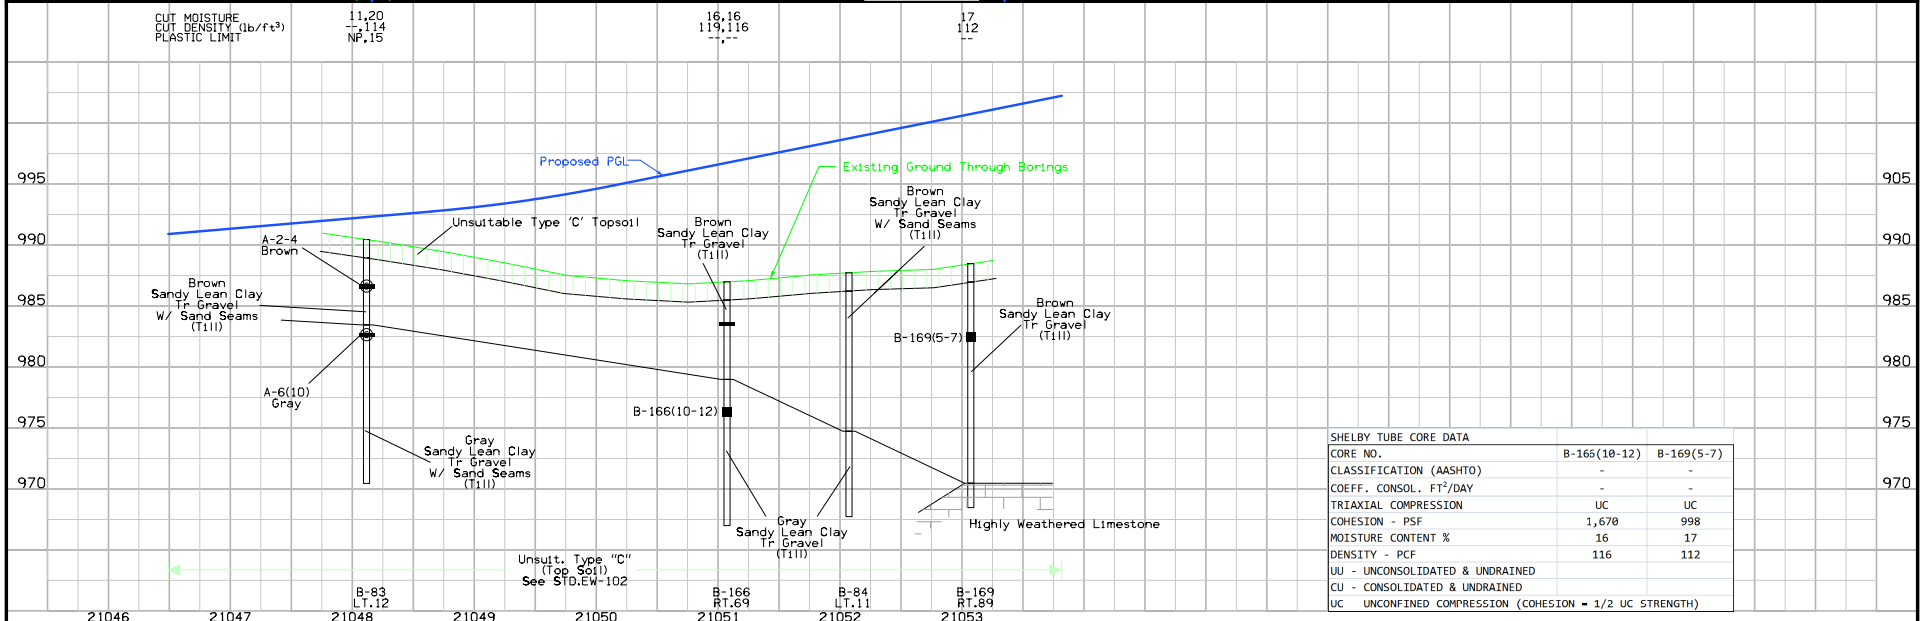 CUT MOISTURE 11,20 16,16 17
CUT DENSITY (lb/ft³) --,114 119,116 112
PLASTIC LIMIT NP,15 --,-- --
Proposed PGL
Existing Ground Through Borings
995 905
Unsuitable Type 'C' Topsoil
A-2-4
Brown
Brown
Sandy Lean Clay
Tr Gravel
(Till)
Brown
Sandy Lean Clay
Tr Gravel
W/ Sand Seams
(Till)
990 990
Brown
Sandy Lean Clay
Tr Gravel
W/ Sand Seams
(Till)
985 985
Brown
Sandy Lean Clay
Tr Gravel
(Till)
B-169(5-7)
980 980
A-6(10)
Gray
B-166(10-12)
975 975
Gray
Sandy Lean Clay
Tr Gravel
W/ Sand Seams
(Till)
970 970
Gray
Sandy Lean Clay
Tr Gravel
(Till)
Highly Weathered Limestone
Unsuit. Type "C"
(Top Soil)
See STD.EW-102
B-83
LT.12
B-166
RT.69
B-84
LT.11
B-169
RT.89
21046 21047 21048 21049 21050 21051 21052 21053
SHELBY TUBE CORE DATA
CORE NO. B-166(10-12) B-169(5-7)
CLASSIFICATION (AASHTO) - -
COEFF. CONSOL. FT²/DAY - -
TRIAXIAL COMPRESSION UC UC
COHESION - PSF 1,670 998
MOISTURE CONTENT % 16 17
DENSITY - PCF 116 112
UU - UNCONSOLIDATED & UNDRAINED
CU - CONSOLIDATED & UNDRAINED
UC UNCONFINED COMPRESSION (COHESION = 1/2 UC STRENGTH)